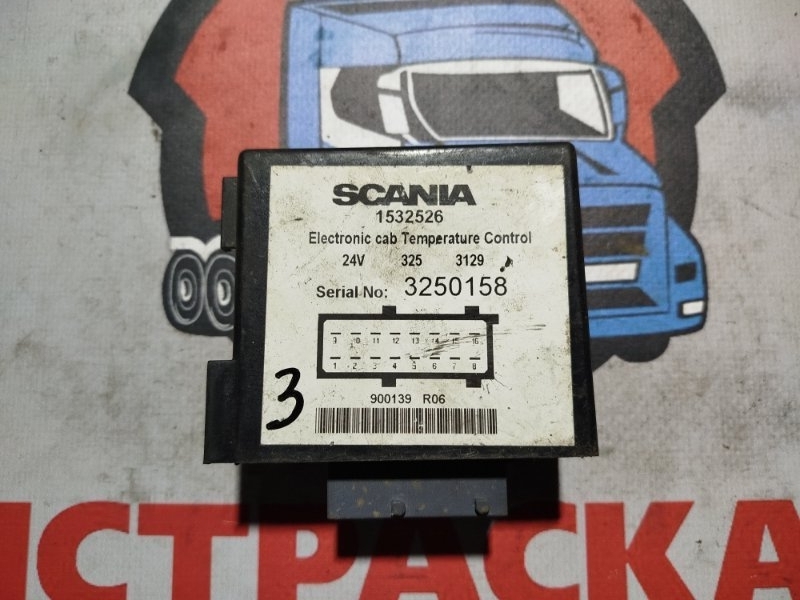 SCANIA
1532526
Electronic cab Temperature Control
24V 325 3129
Serial No: 3250158
9 10 11 12 13 14 15 16
1 2 3 4 5 6 7 8
3
900139 R06
ИСТРАСКА